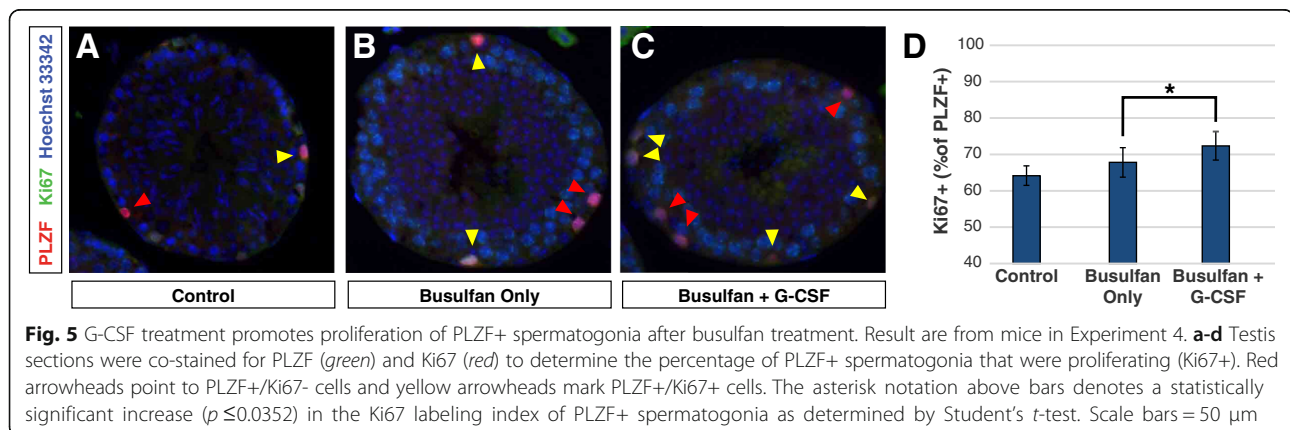 A
B
C
D
PLZF Ki67 Hoechst 33342
Control
Busulfan Only
Busulfan + G-CSF
Ki67+ (%of PLZF+)
100
90
80
70
60
50
40
*
Control
Busulfan
Only
Busulfan +
G-CSF
Fig. 5 G-CSF treatment promotes proliferation of PLZF+ spermatogonia after busulfan treatment. Result are from mice in Experiment 4. a-d Testis
sections were co-stained for PLZF (green) and Ki67 (red) to determine the percentage of PLZF+ spermatogonia that were proliferating (Ki67+). Red
arrowheads point to PLZF+/Ki67- cells and yellow arrowheads mark PLZF+/Ki67+ cells. The asterisk notation above bars denotes a statistically
significant increase (p ≤0.0352) in the Ki67 labeling index of PLZF+ spermatogonia as determined by Student's t-test. Scale bars = 50 μm